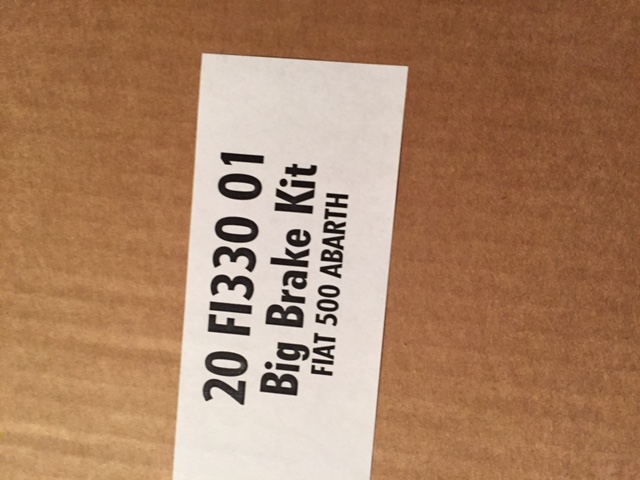 20 FI330 01
Big Brake Kit
FIAT 500 ABARTH